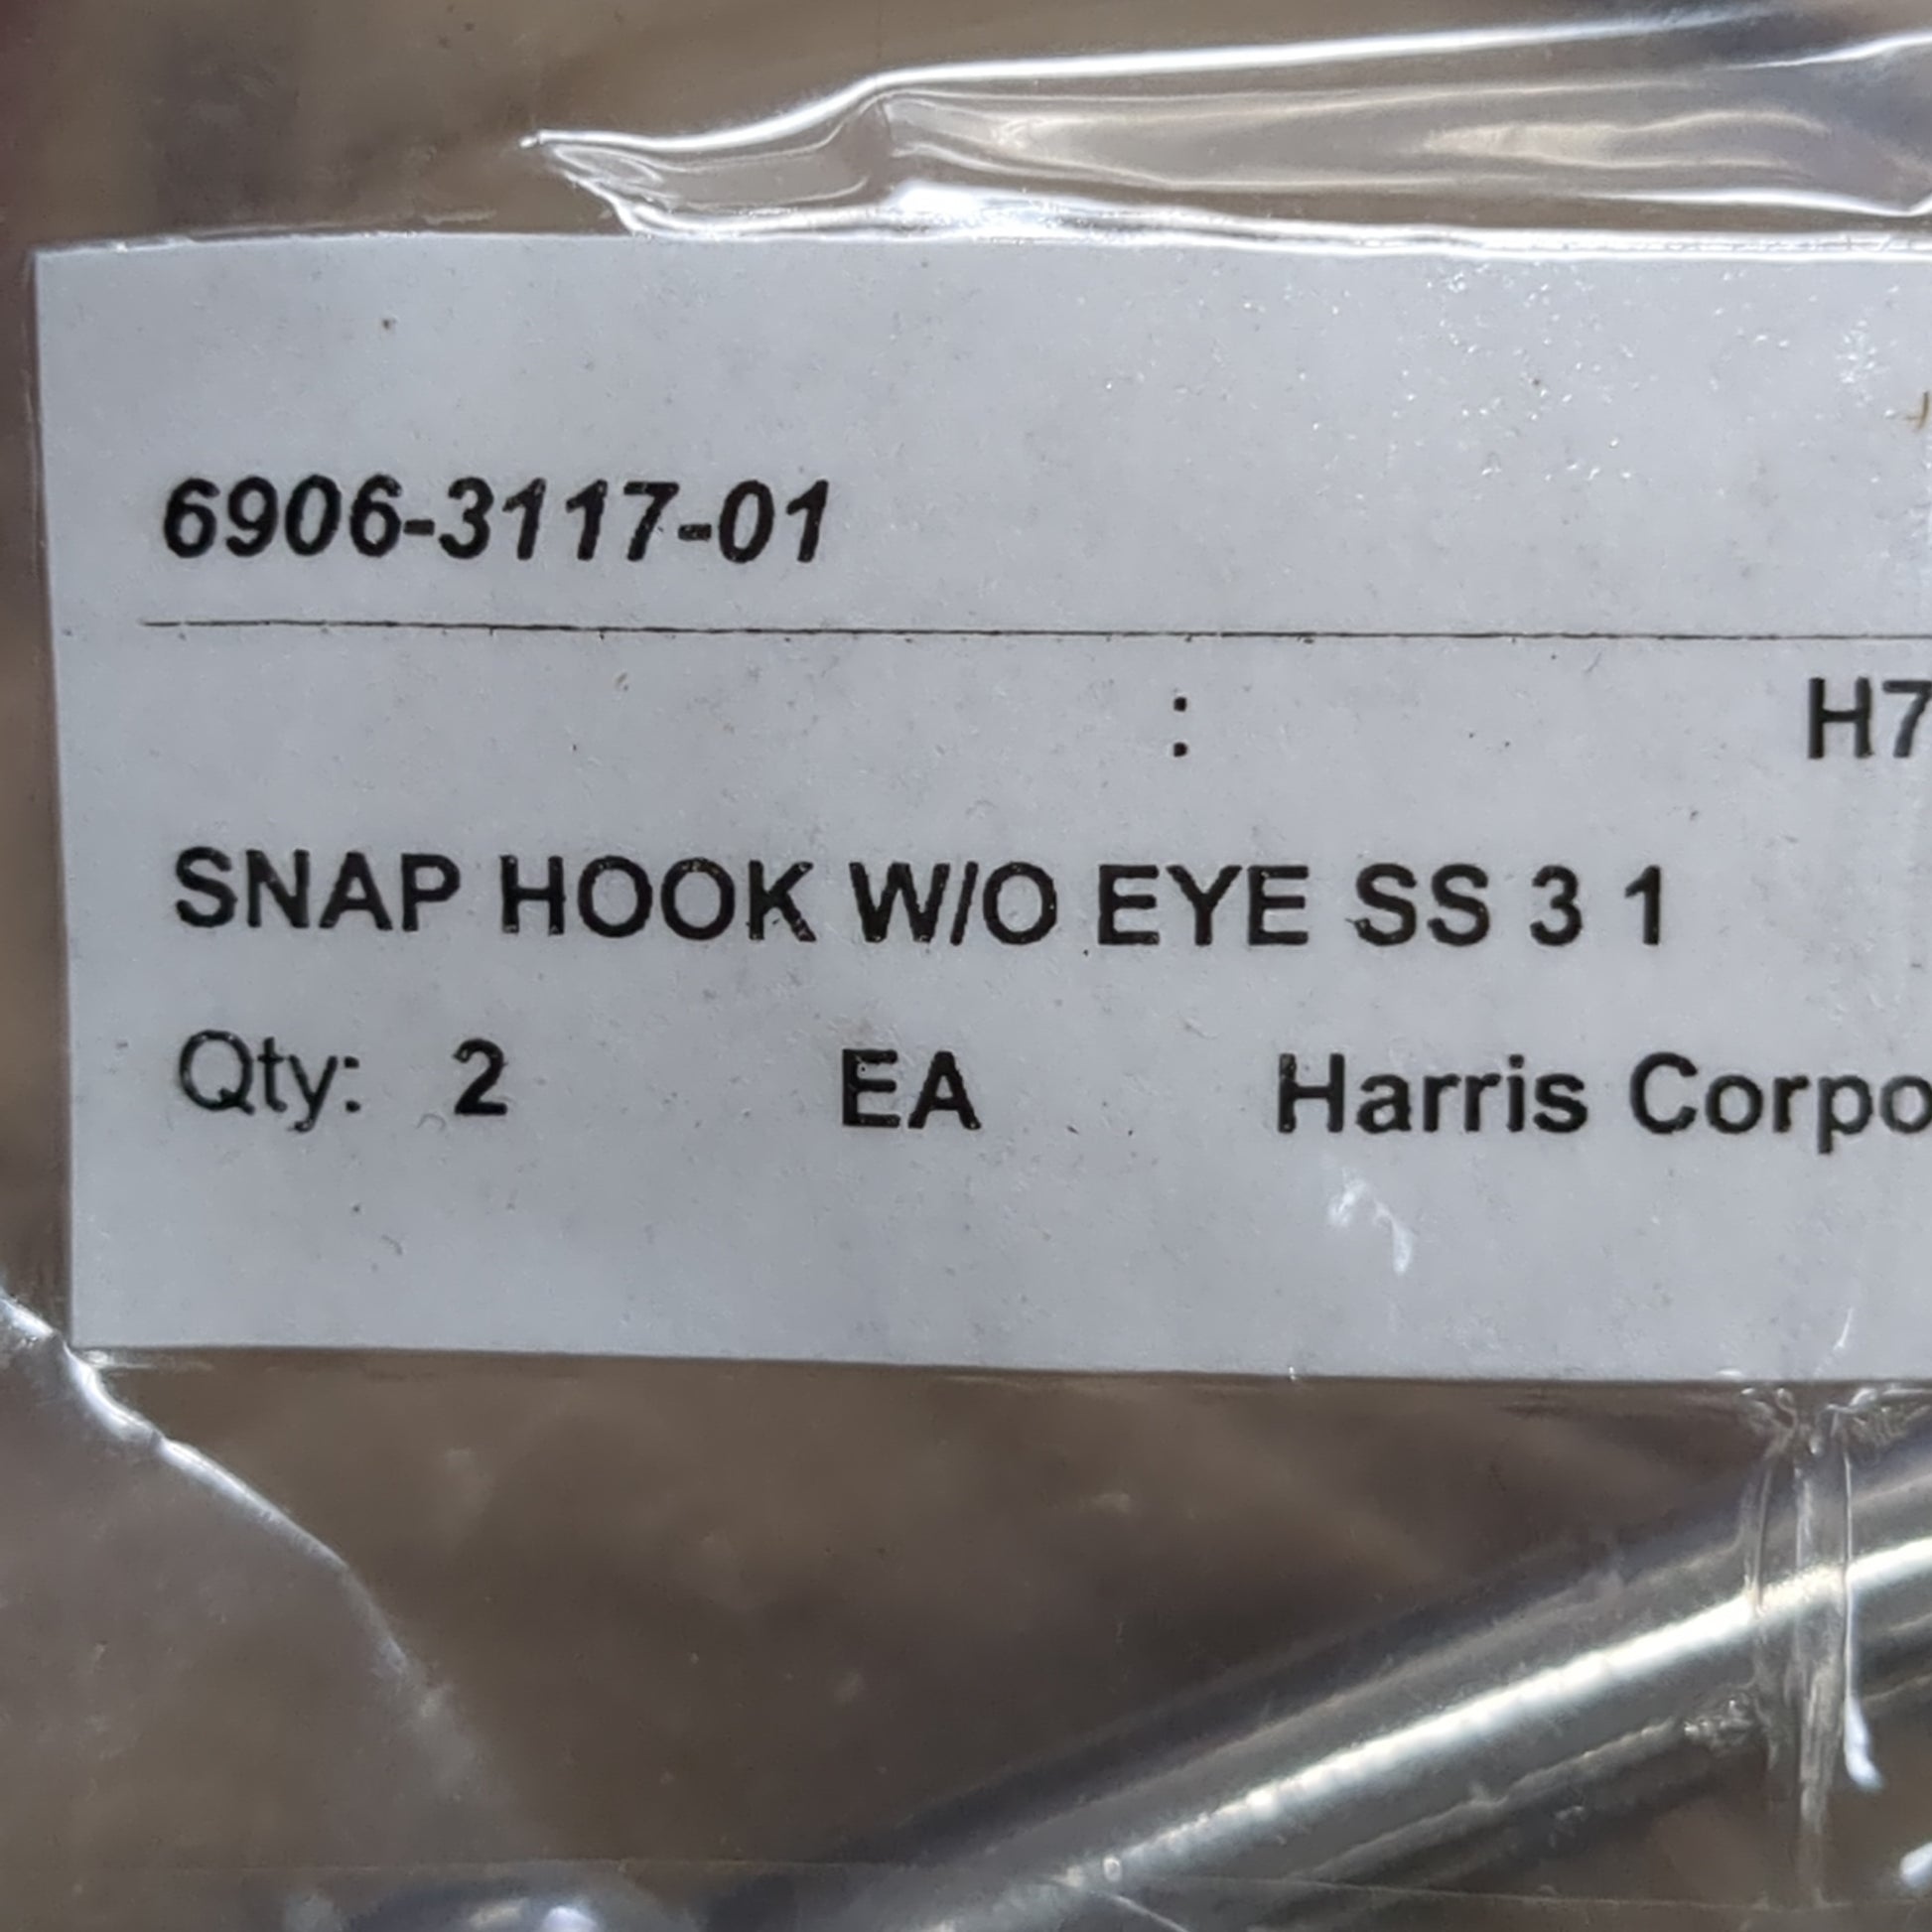 6906-3117-01
: H7
SNAP HOOK W/O EYE SS 3 1
Qty: 2 EA Harris Corpo